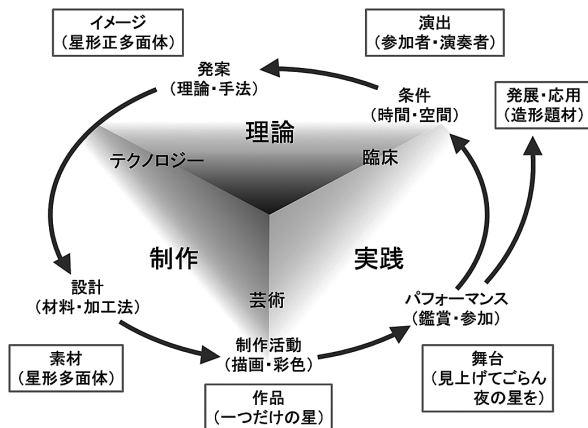 イメージ
(星形正多面体)
演出
(参加者・演奏者)
発案
(理論・手法)
条件
(時間・空間)
発展・応用
(造形題材)
理論
テクノロジー
臨床
制作
実践
芸術
設計
(材料・加工法)
パフォーマンス
(鑑賞・参加)
制作活動
(描画・彩色)
素材
(星形多面体)
作品
(一つだけの星)
舞台
(見上げてごらん
夜の星を)